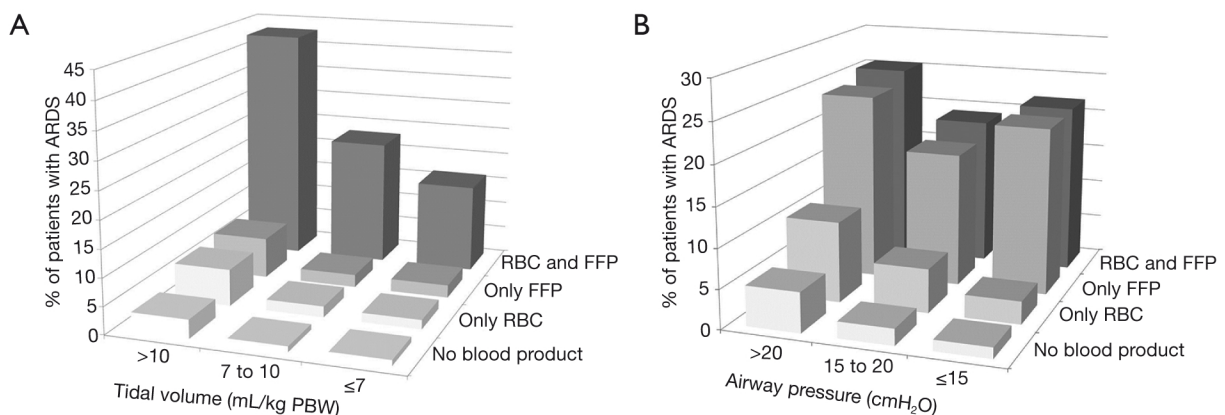 A
45
40
35
30
25
20
15
10
5
0
% of patients with ARDS
>10
7 to 10
≤7
Tidal volume (mL/kg PBW)
RBC and FFP
Only FFP
Only RBC
No blood product
B
30
25
20
15
10
5
0
% of patients with ARDS
>20
15 to 20
≤15
Airway pressure (cmH₂O)
RBC and FFP
Only FFP
Only RBC
No blood product